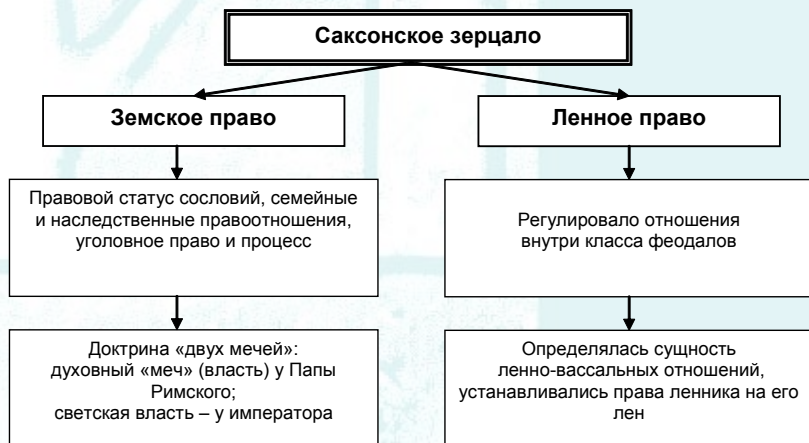 Саксонское зерцало
Земское право
Ленное право
Правовой статус сословий, семейные
и наследственные правоотношения,
уголовное право и процесс
Регулировало отношения
внутри класса феодалов
Доктрина «двух мечей»:
духовный «меч» (власть) у Папы
Римского;
светская власть – у императора
Определялась сущность
ленно-вассальных отношений,
устанавливались права ленника на его
лен